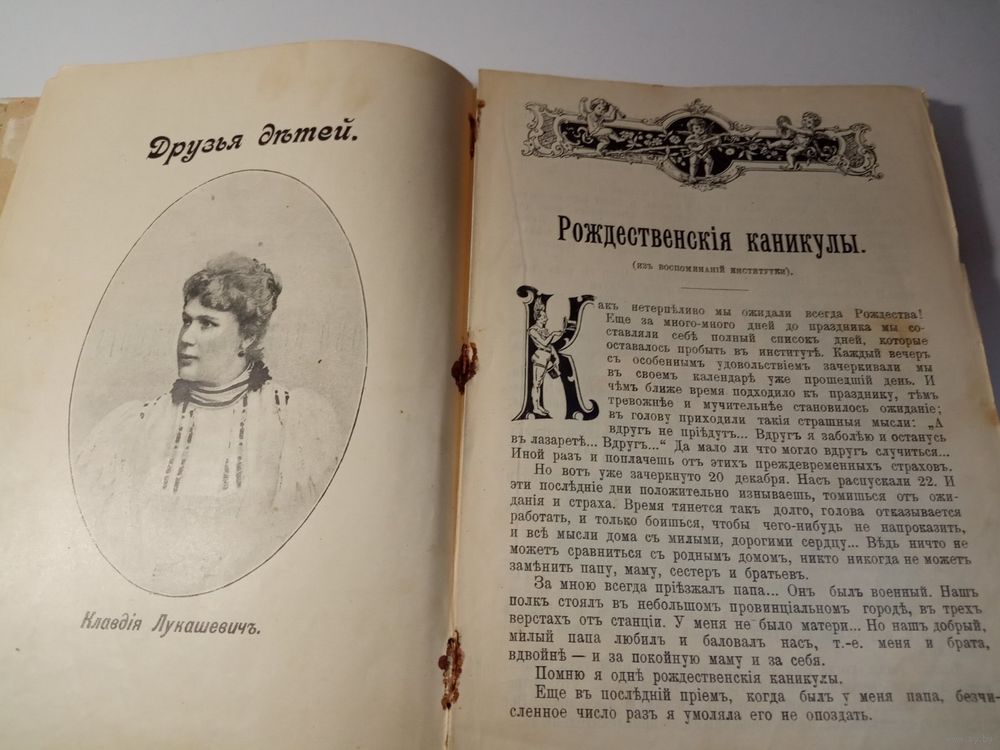 Друзья дѣтей.
Клавдія Лукашевичъ.
Рождественскія каникулы.
(изъ воспоминаній институтки).
Какъ нетерпѣливо мы ожидали всегда Рождества!
Еще за много-много дней до праздника мы со-
ставляли себѣ полный списокъ дней, которые
оставалось пробыть въ институтѣ. Каждый вечеръ
съ особеннымъ удовольствіемъ зачеркивали мы
въ своемъ календарѣ уже прошедшій день. И
чѣмъ ближе время подходило къ празднику, тѣмъ
тревожнѣе и мучительнѣе становилось ожиданіе;
въ голову приходили такія страшныя мысли: „А
вдругъ не пріѣдутъ... Вдругъ я заболѣю и останусь
въ лазаретѣ... Вдругъ...“ Да мало ли что могло вдругъ случиться...
Иной разъ и поплачешь отъ этихъ преждевременныхъ страховъ.
Но вотъ уже зачеркнуто 20 декабря. Насъ распускали 22. И
эти послѣдніе дни положительно изнываешь, томишься отъ ожи-
данія и страха. Время тянется такъ долго, голова отказывается
работать, и только боишься, чтобы чего-нибудь не напроказить,
и всѣ мысли дома съ милыми, дорогими сердцу... Вѣдь ничто не
можетъ сравниться съ роднымъ домомъ, никто никогда не можетъ
замѣнить папу, маму, сестеръ и братьевъ.
За мною всегда пріѣзжалъ папа... Онъ былъ военный. Нашъ
полкъ стоялъ въ небольшомъ провинціальномъ городѣ, въ трехъ
верстахъ отъ станціи. У меня не было матери... Но нашъ добрый,
милый папа любилъ и баловалъ насъ, т.-е. меня и брата,
вдвойнѣ — и за покойную маму и за себя.
Помню я однѣ рождественскія каникулы.
Еще въ послѣдній пріемъ, когда былъ у меня папа, безчи-
сленное число разъ я умоляла его не опоздать.